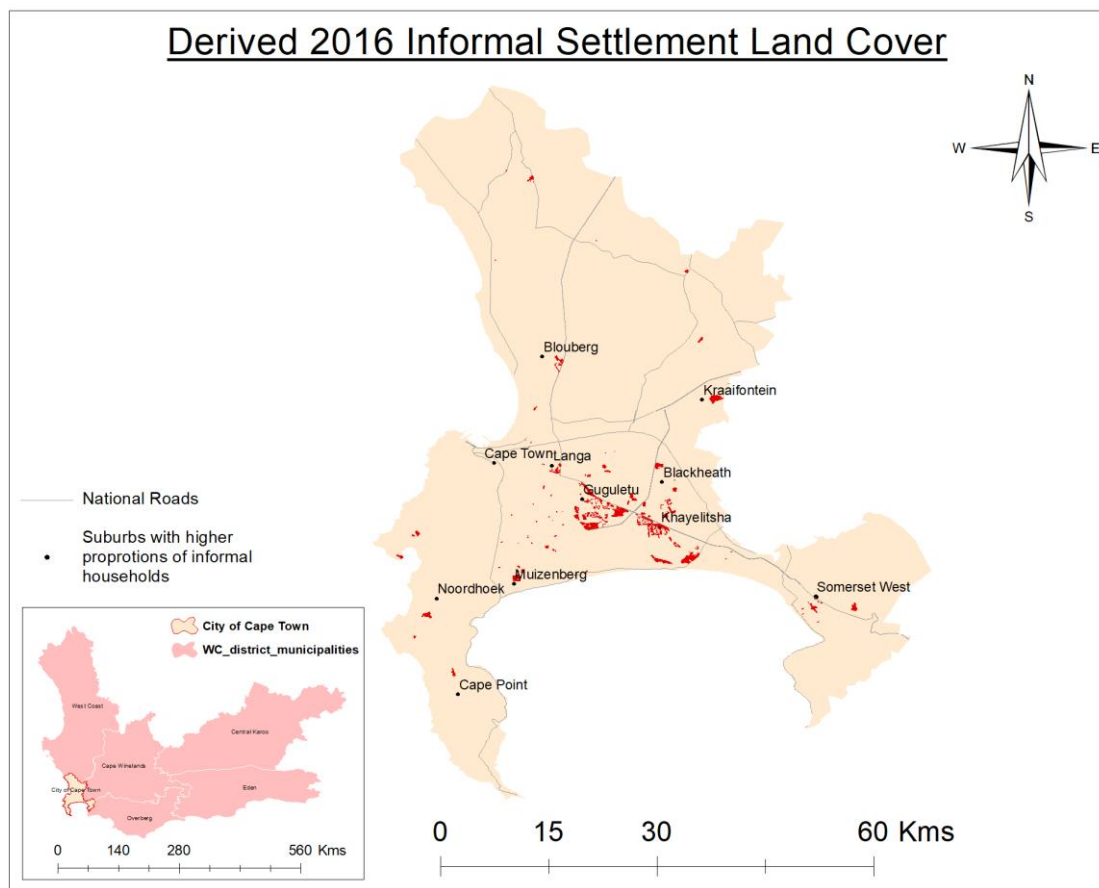 Derived 2016 Informal Settlement Land Cover
N
W
E
S
Blouberg
Kraaifontein
Cape Town
Langa
Blackheath
Guguletu
Khayelitsha
National Roads
Suburbs with higher
proprotions of informal
households
Muizenberg
Noordhoek
Somerset West
Cape Point
City of Cape Town
WC_district_municipalities
West Coast
Central Karoo
Cape Winelands
City of Cape Town
Eden
Overberg
0 140 280 560 Kms
0 15 30 60 Kms